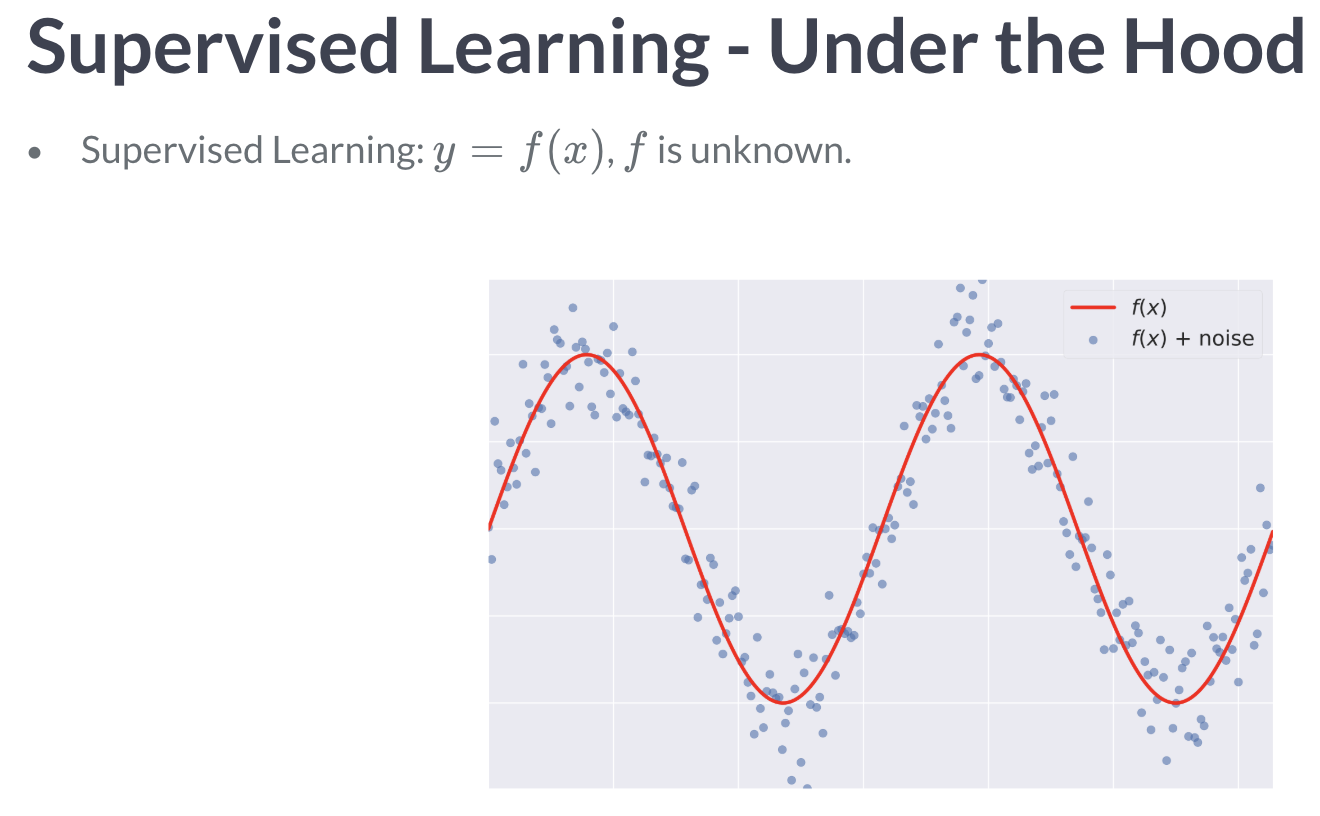 Supervised Learning - Under the Hood
• Supervised Learning: y = f(x), f is unknown.
f(x)
f(x) + noise